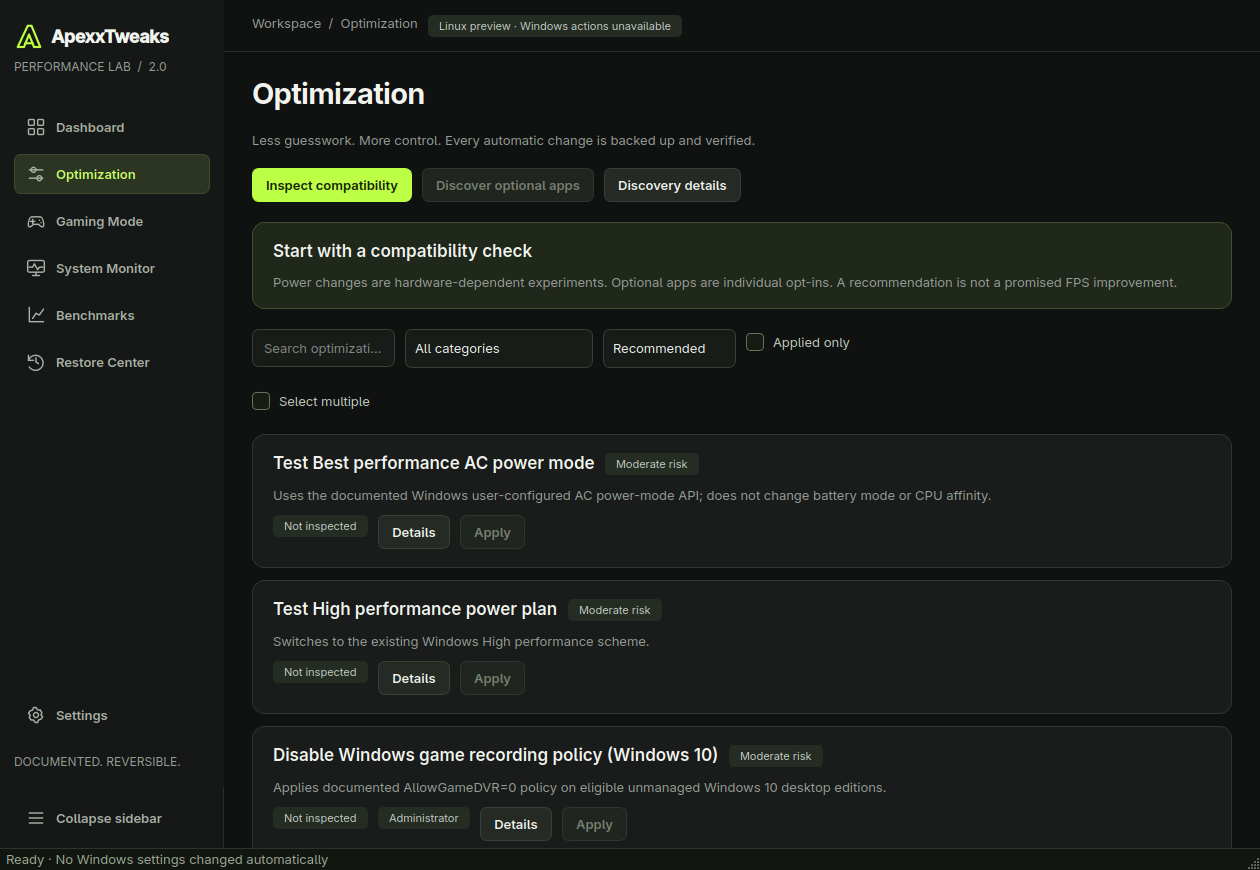 ApexxTweaks
PERFORMANCE LAB / 2.0
Dashboard
Optimization
Gaming Mode
System Monitor
Benchmarks
Restore Center
Settings
DOCUMENTED. REVERSIBLE.
Collapse sidebar
Workspace / Optimization Linux preview · Windows actions unavailable
Optimization
Less guesswork. More control. Every automatic change is backed up and verified.
Inspect compatibility Discover optional apps Discovery details
Start with a compatibility check
Power changes are hardware-dependent experiments. Optional apps are individual opt-ins. A recommendation is not a promised FPS improvement.
Search optimizati... All categories Recommended Applied only
Select multiple
Test Best performance AC power mode Moderate risk
Uses the documented Windows user-configured AC power-mode API; does not change battery mode or CPU affinity.
Not inspected Details Apply
Test High performance power plan Moderate risk
Switches to the existing Windows High performance scheme.
Not inspected Details Apply
Disable Windows game recording policy (Windows 10) Moderate risk
Applies documented AllowGameDVR=0 policy on eligible unmanaged Windows 10 desktop editions.
Not inspected Administrator Details Apply
Ready · No Windows settings changed automatically